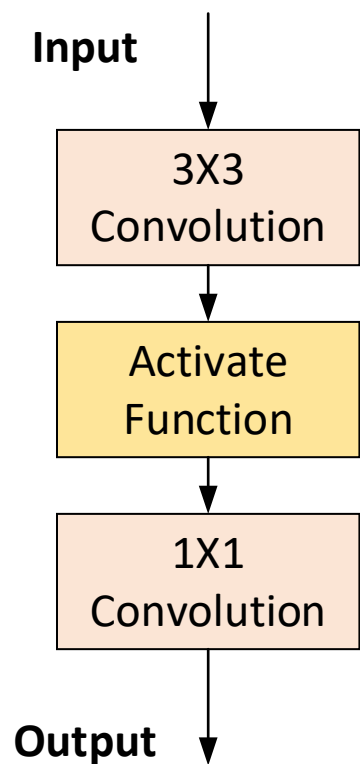 Input
3X3
Convolution
Activate
Function
1X1
Convolution
Output